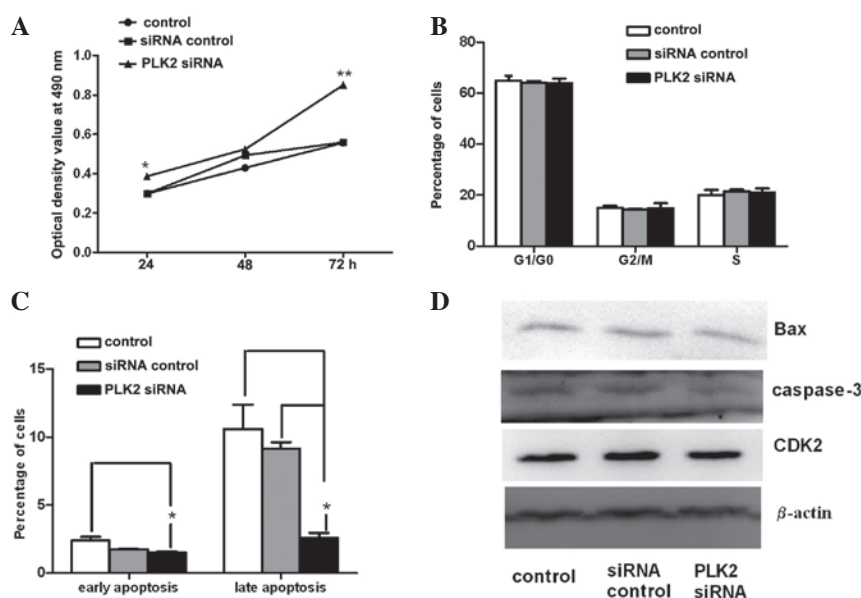 A
control
siRNA control
PLK2 siRNA
Optical density value at 490 nm
1.0
0.8
0.6
0.4
0.2
0.0
*
**
24 48 72 h
B
control
siRNA control
PLK2 siRNA
Percentage of cells
80
60
40
20
0
G1/G0 G2/M S
C
control
siRNA control
PLK2 siRNA
Percentage of cells
15
10
5
0
*
*
early apoptosis late apoptosis
D
Bax
caspase-3
CDK2
β-actin
control siRNA control PLK2 siRNA